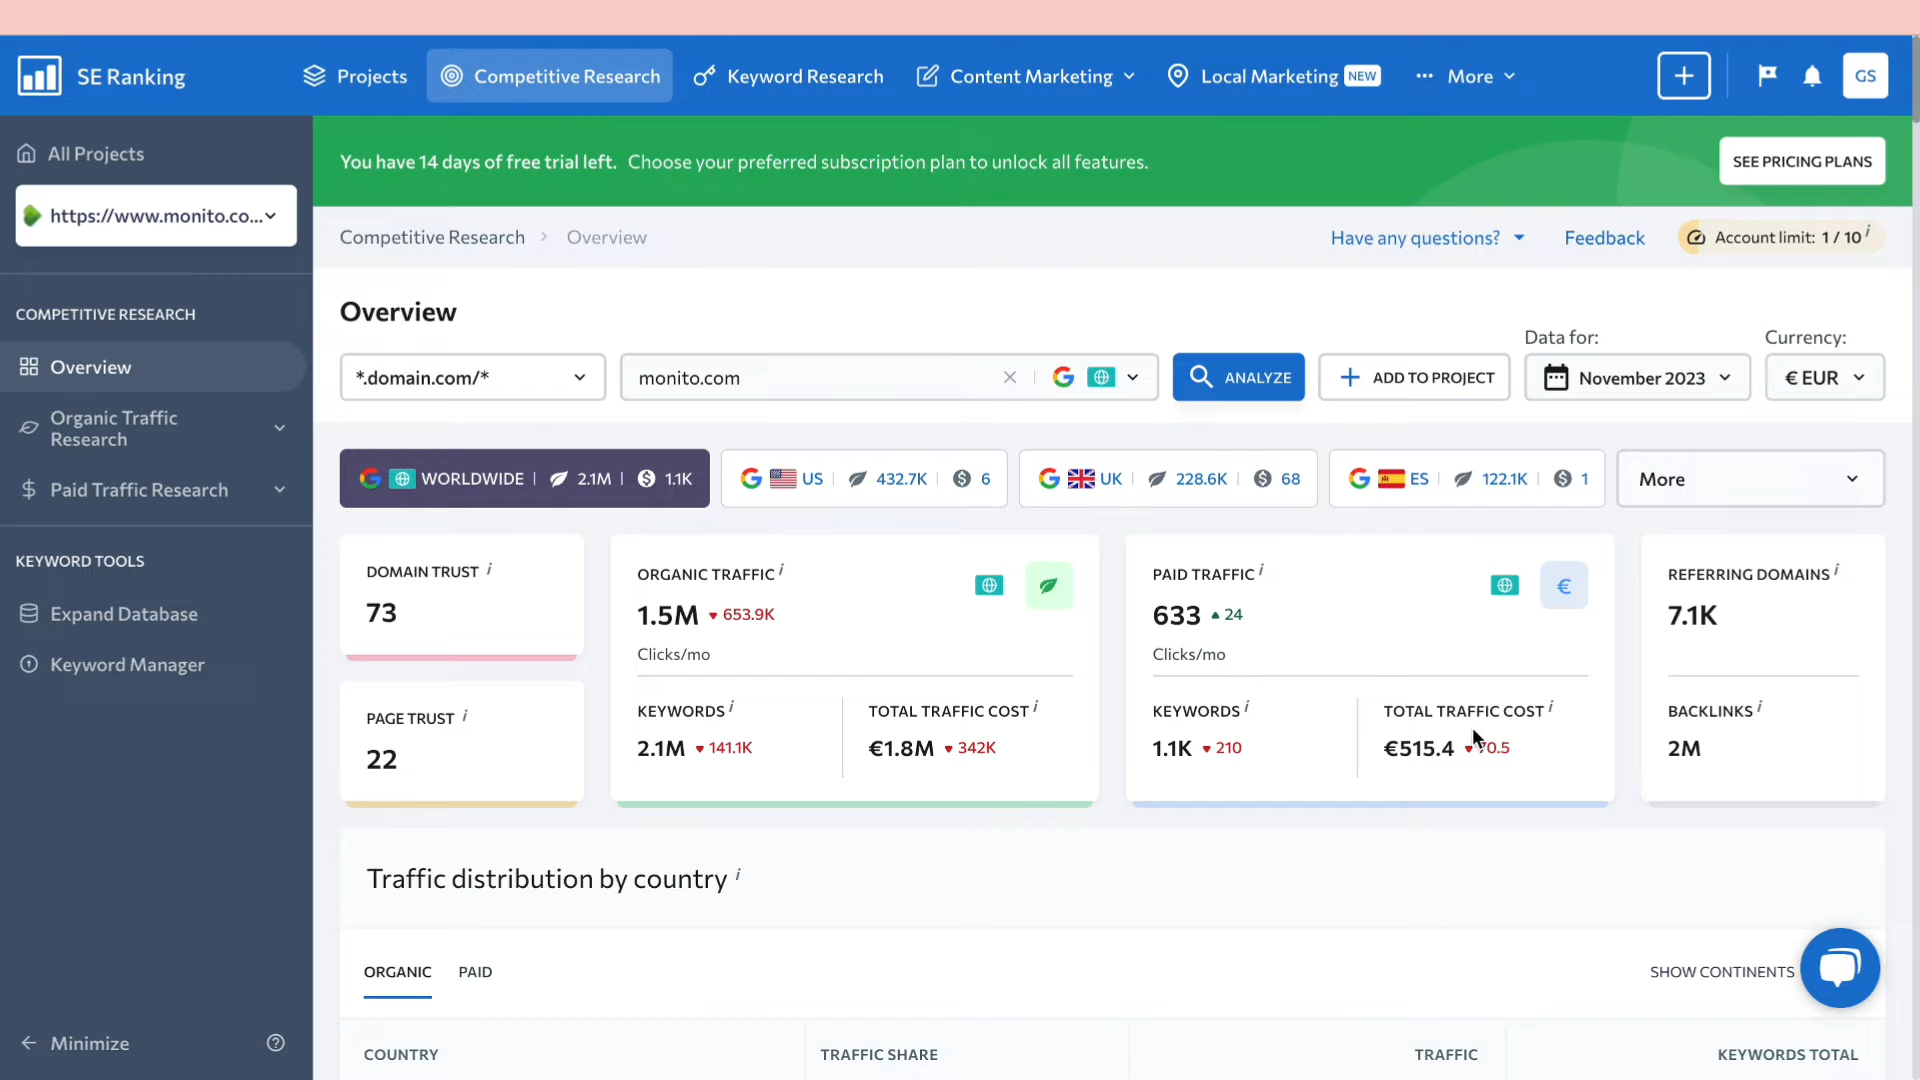 SE Ranking
Projects
Competitive Research
Keyword Research
Content Marketing
Local Marketing NEW
More
GS
All Projects
https://www.monito.co...
You have 14 days of free trial left. Choose your preferred subscription plan to unlock all features.
SEE PRICING PLANS
Competitive Research > Overview
Have any questions?
Feedback
Account limit: 1 / 10 i
COMPETITIVE RESEARCH
Overview
Organic Traffic
Research
Paid Traffic Research
KEYWORD TOOLS
Expand Database
Keyword Manager
Minimize
Overview
Data for:
Currency:
*.domain.com/*
monito.com
ANALYZE
ADD TO PROJECT
November 2023
€ EUR
WORLDWIDE 2.1M 1.1K
US 432.7K 6
UK 228.6K 68
ES 122.1K 1
More
DOMAIN TRUST i
73
PAGE TRUST i
22
ORGANIC TRAFFIC i
1.5M 653.9K
Clicks/mo
KEYWORDS i
2.1M 141.1K
TOTAL TRAFFIC COST i
€1.8M 342K
PAID TRAFFIC i
€
633 24
Clicks/mo
KEYWORDS i
1.1K 210
TOTAL TRAFFIC COST i
€515.4
REFERRING DOMAINS i
7.1K
BACKLINKS i
2M
Traffic distribution by country i
ORGANIC
PAID
SHOW CONTINENTS
COUNTRY
TRAFFIC SHARE
TRAFFIC
KEYWORDS TOTAL